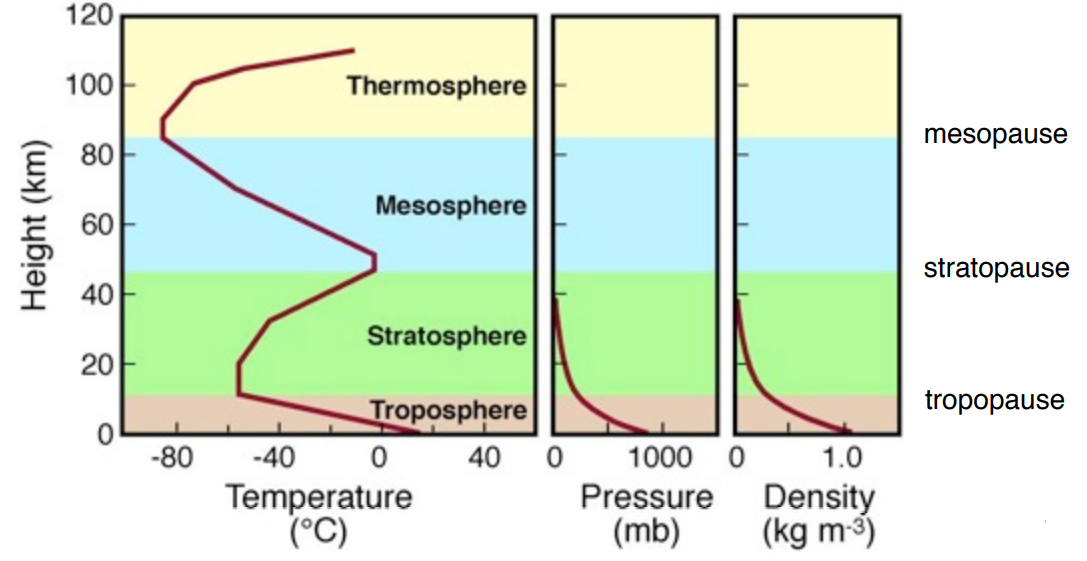 120
100
80
60
40
20
0
Height (km)
Thermosphere
Mesosphere
Stratosphere
Troposphere
-80 -40 0 40
Temperature
(°C)
0 1000
Pressure
(mb)
0 1.0
Density
(kg m-3)
mesopause
stratopause
tropopause